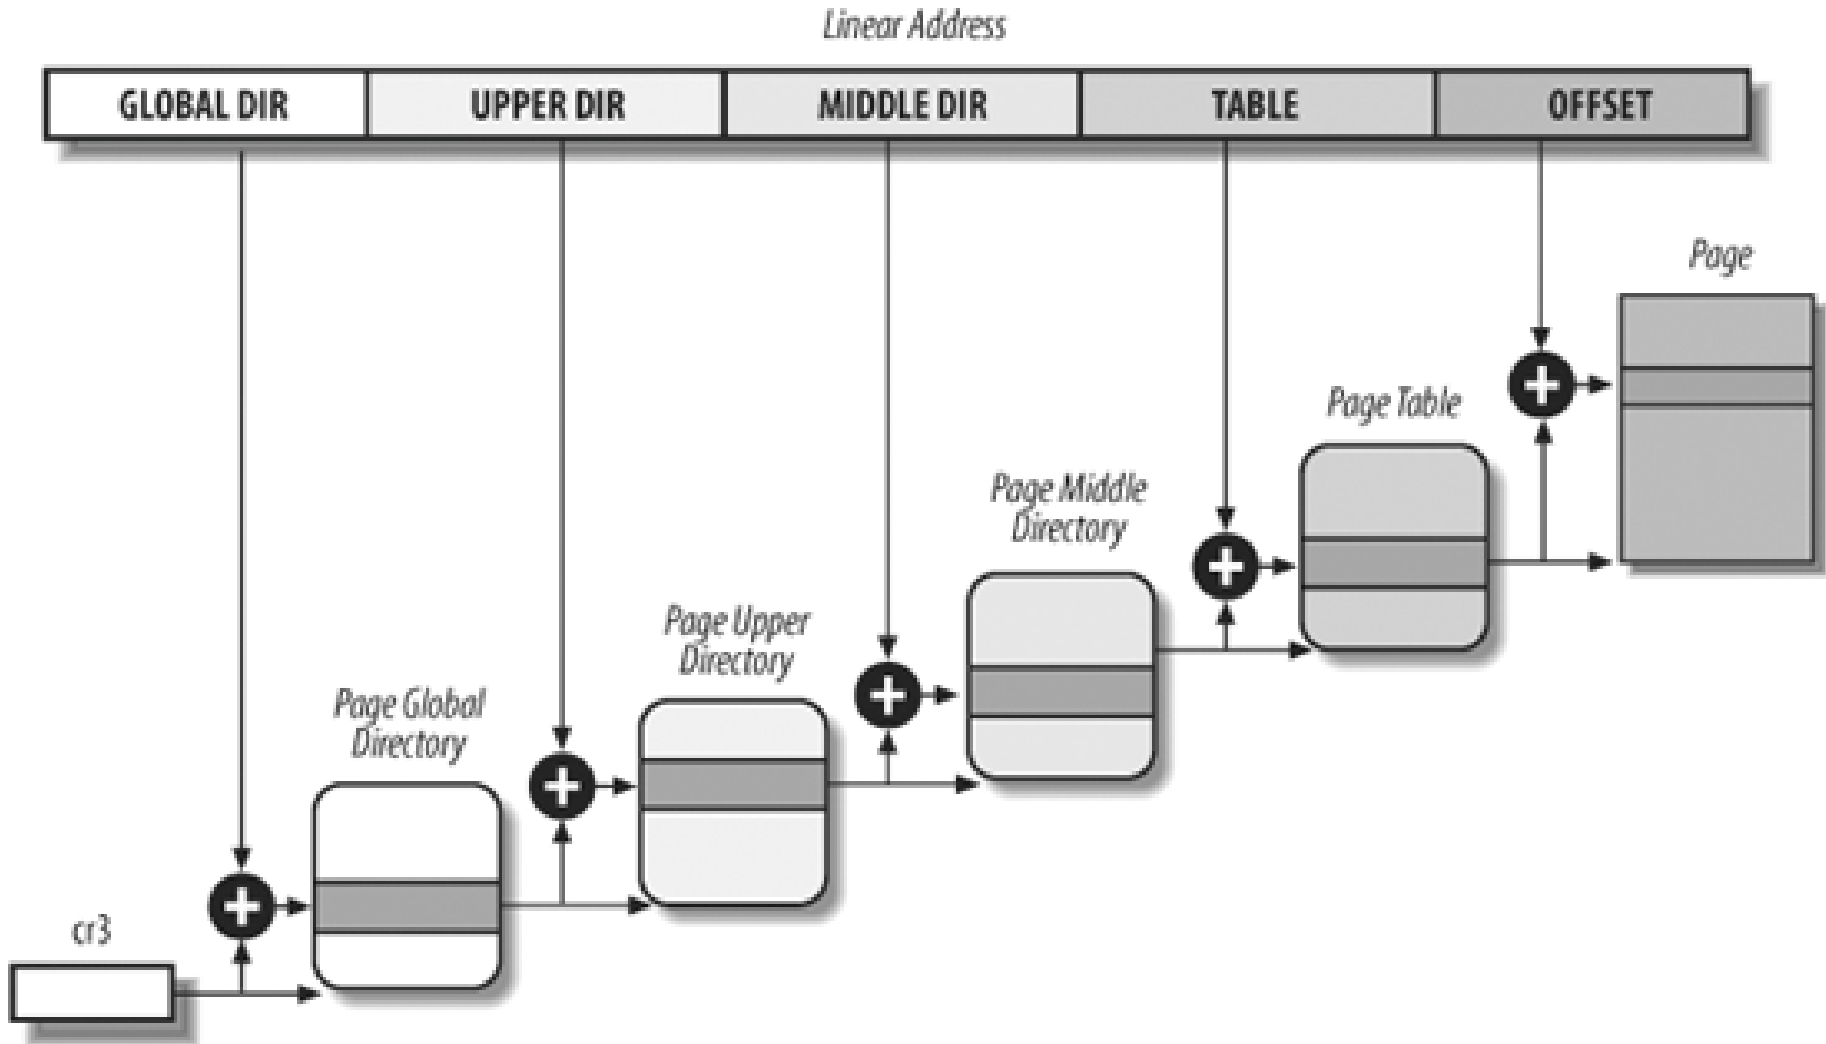 Linear Address
GLOBAL DIR
UPPER DIR
MIDDLE DIR
TABLE
OFFSET
Page
Page Table
Page Middle
Directory
Page Upper
Directory
Page Global
Directory
cr3